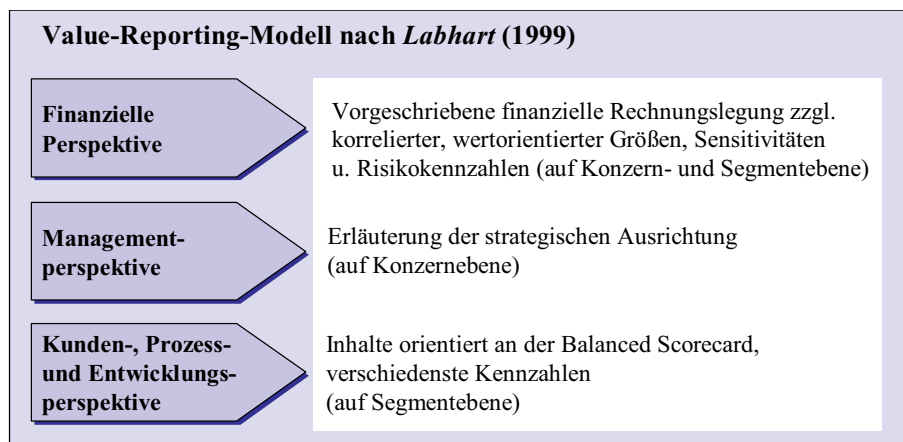 Value-Reporting-Modell nach Labhart (1999)
Finanzielle
Perspektive
Vorgeschriebene finanzielle Rechnungslegung zzgl.
korrelierter, wertorientierter Größen, Sensitivitäten
u. Risikokennzahlen (auf Konzern- und Segmentebene)
Management-
perspektive
Erläuterung der strategischen Ausrichtung
(auf Konzernebene)
Kunden-, Prozess-
und Entwicklungs-
perspektive
Inhalte orientiert an der Balanced Scorecard,
verschiedenste Kennzahlen
(auf Segmentebene)